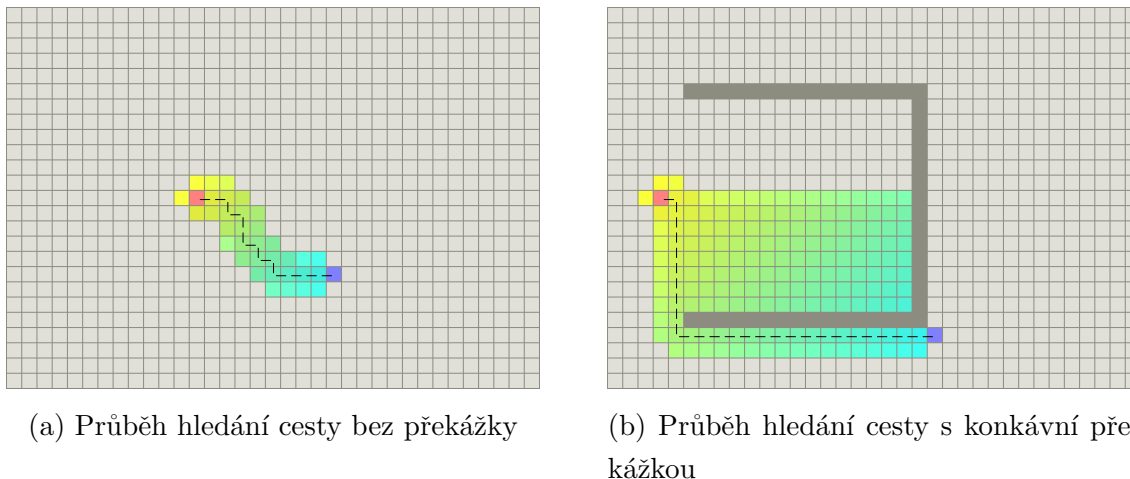 (a) Průběh hledání cesty bez překážky
(b) Průběh hledání cesty s konkávní pře
kážkou